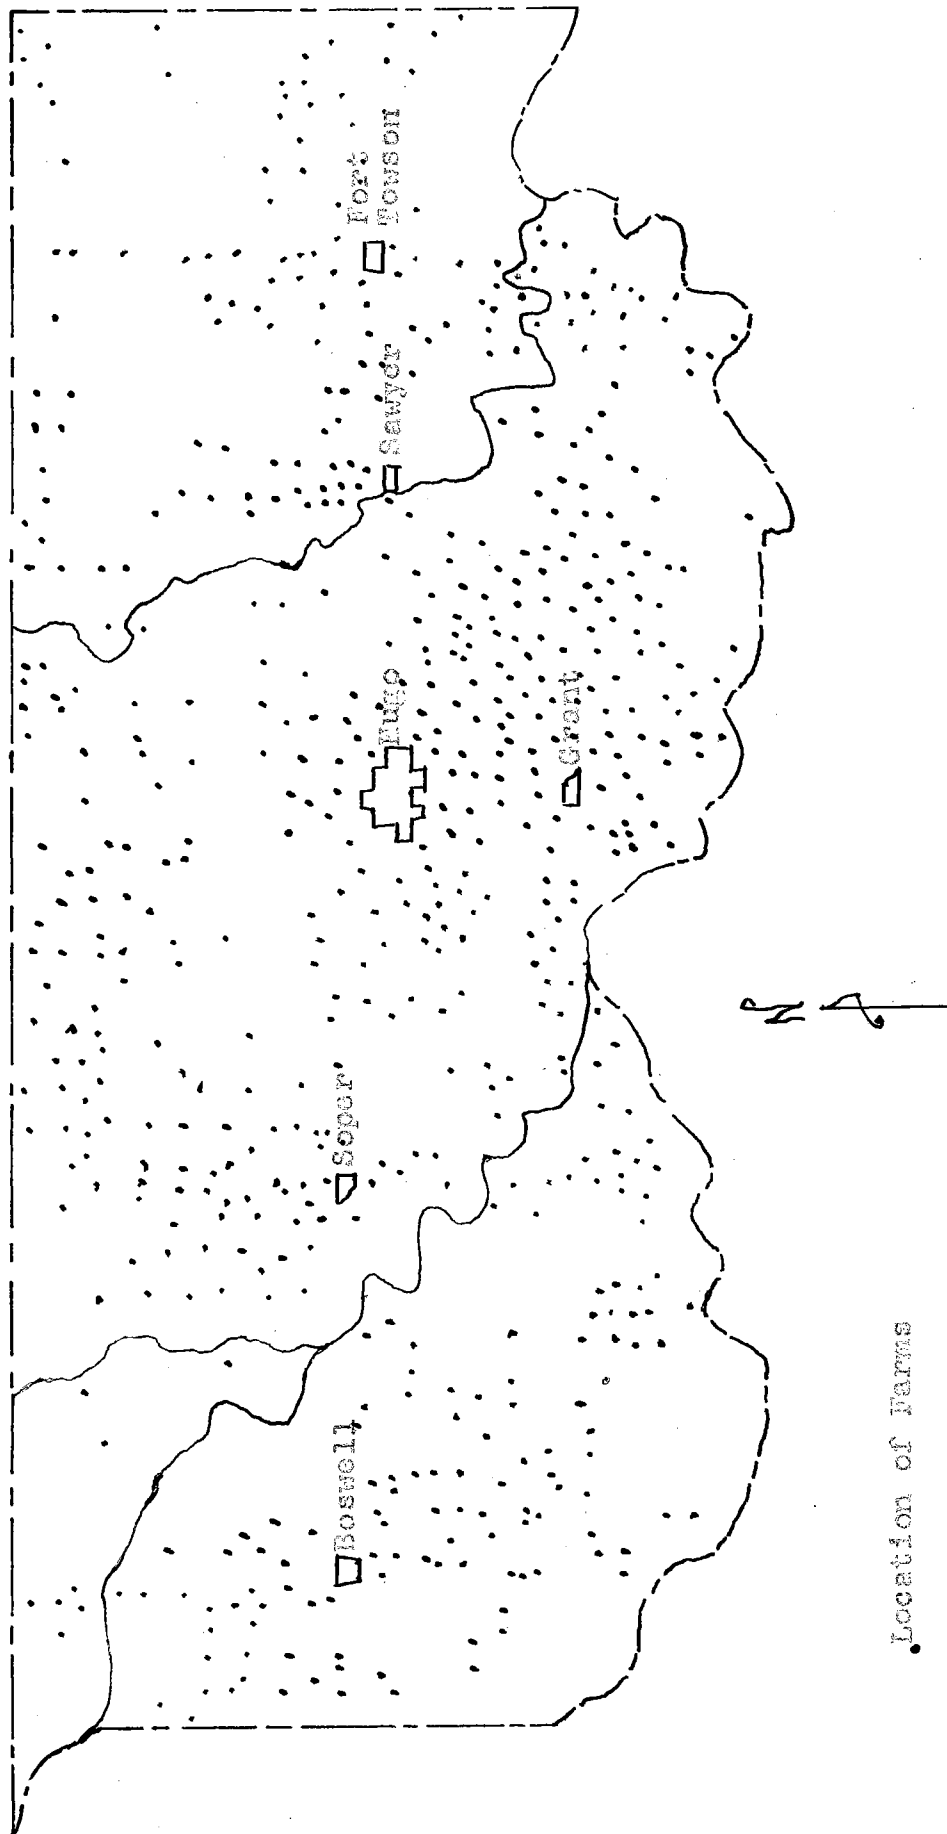 Fort
Towson
Sawyer
Hugo
Grant
Soper
Boswell
N
Location of Farms